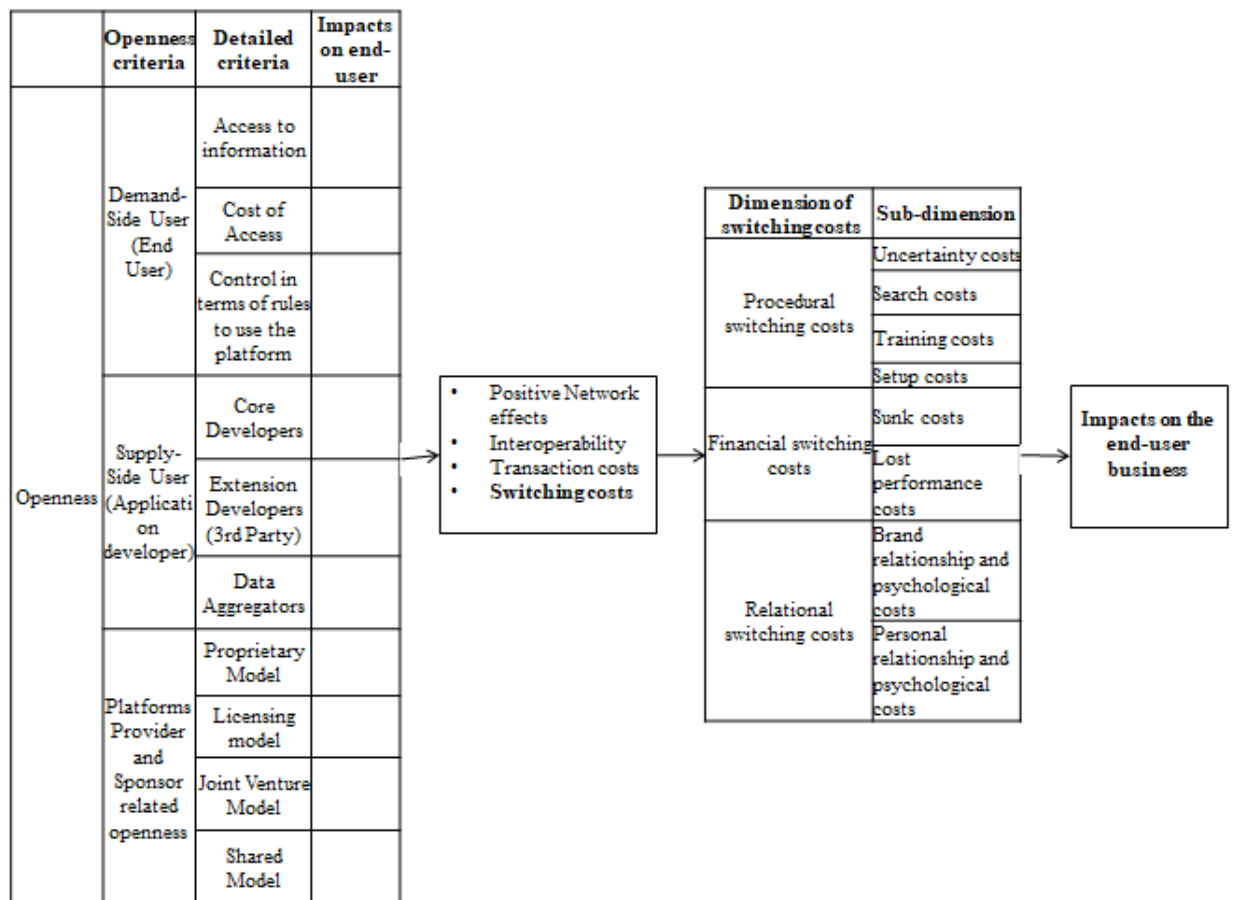 Openness
criteria
Detailed
criteria
Impacts
on end-
user
Openness
Demand-
Side User
(End
User)
Access to
information
Cost of
Access
Control in
terms of rules
to use the
platform
Supply-
Side User
(Applicati
on
developer)
Core
Developers
Extension
Developers
(3rd Party)
Data
Aggregators
Platforms
Provider
and
Sponsor
related
openness
Proprietary
Model
Licensing
model
Joint Venture
Model
Shared
Model
• Positive Network
effects
• Interoperability
• Transaction costs
• Switching costs
Dimension of
switching costs
Sub-dimension
Procedural
switching costs
Uncertainty costs
Search costs
Training costs
Setup costs
Financial switching
costs
Sunk costs
Lost
performance
costs
Relational
switching costs
Brand
relationship and
psychological
costs
Personal
relationship and
psychological
costs
Impacts on the
end-user
business